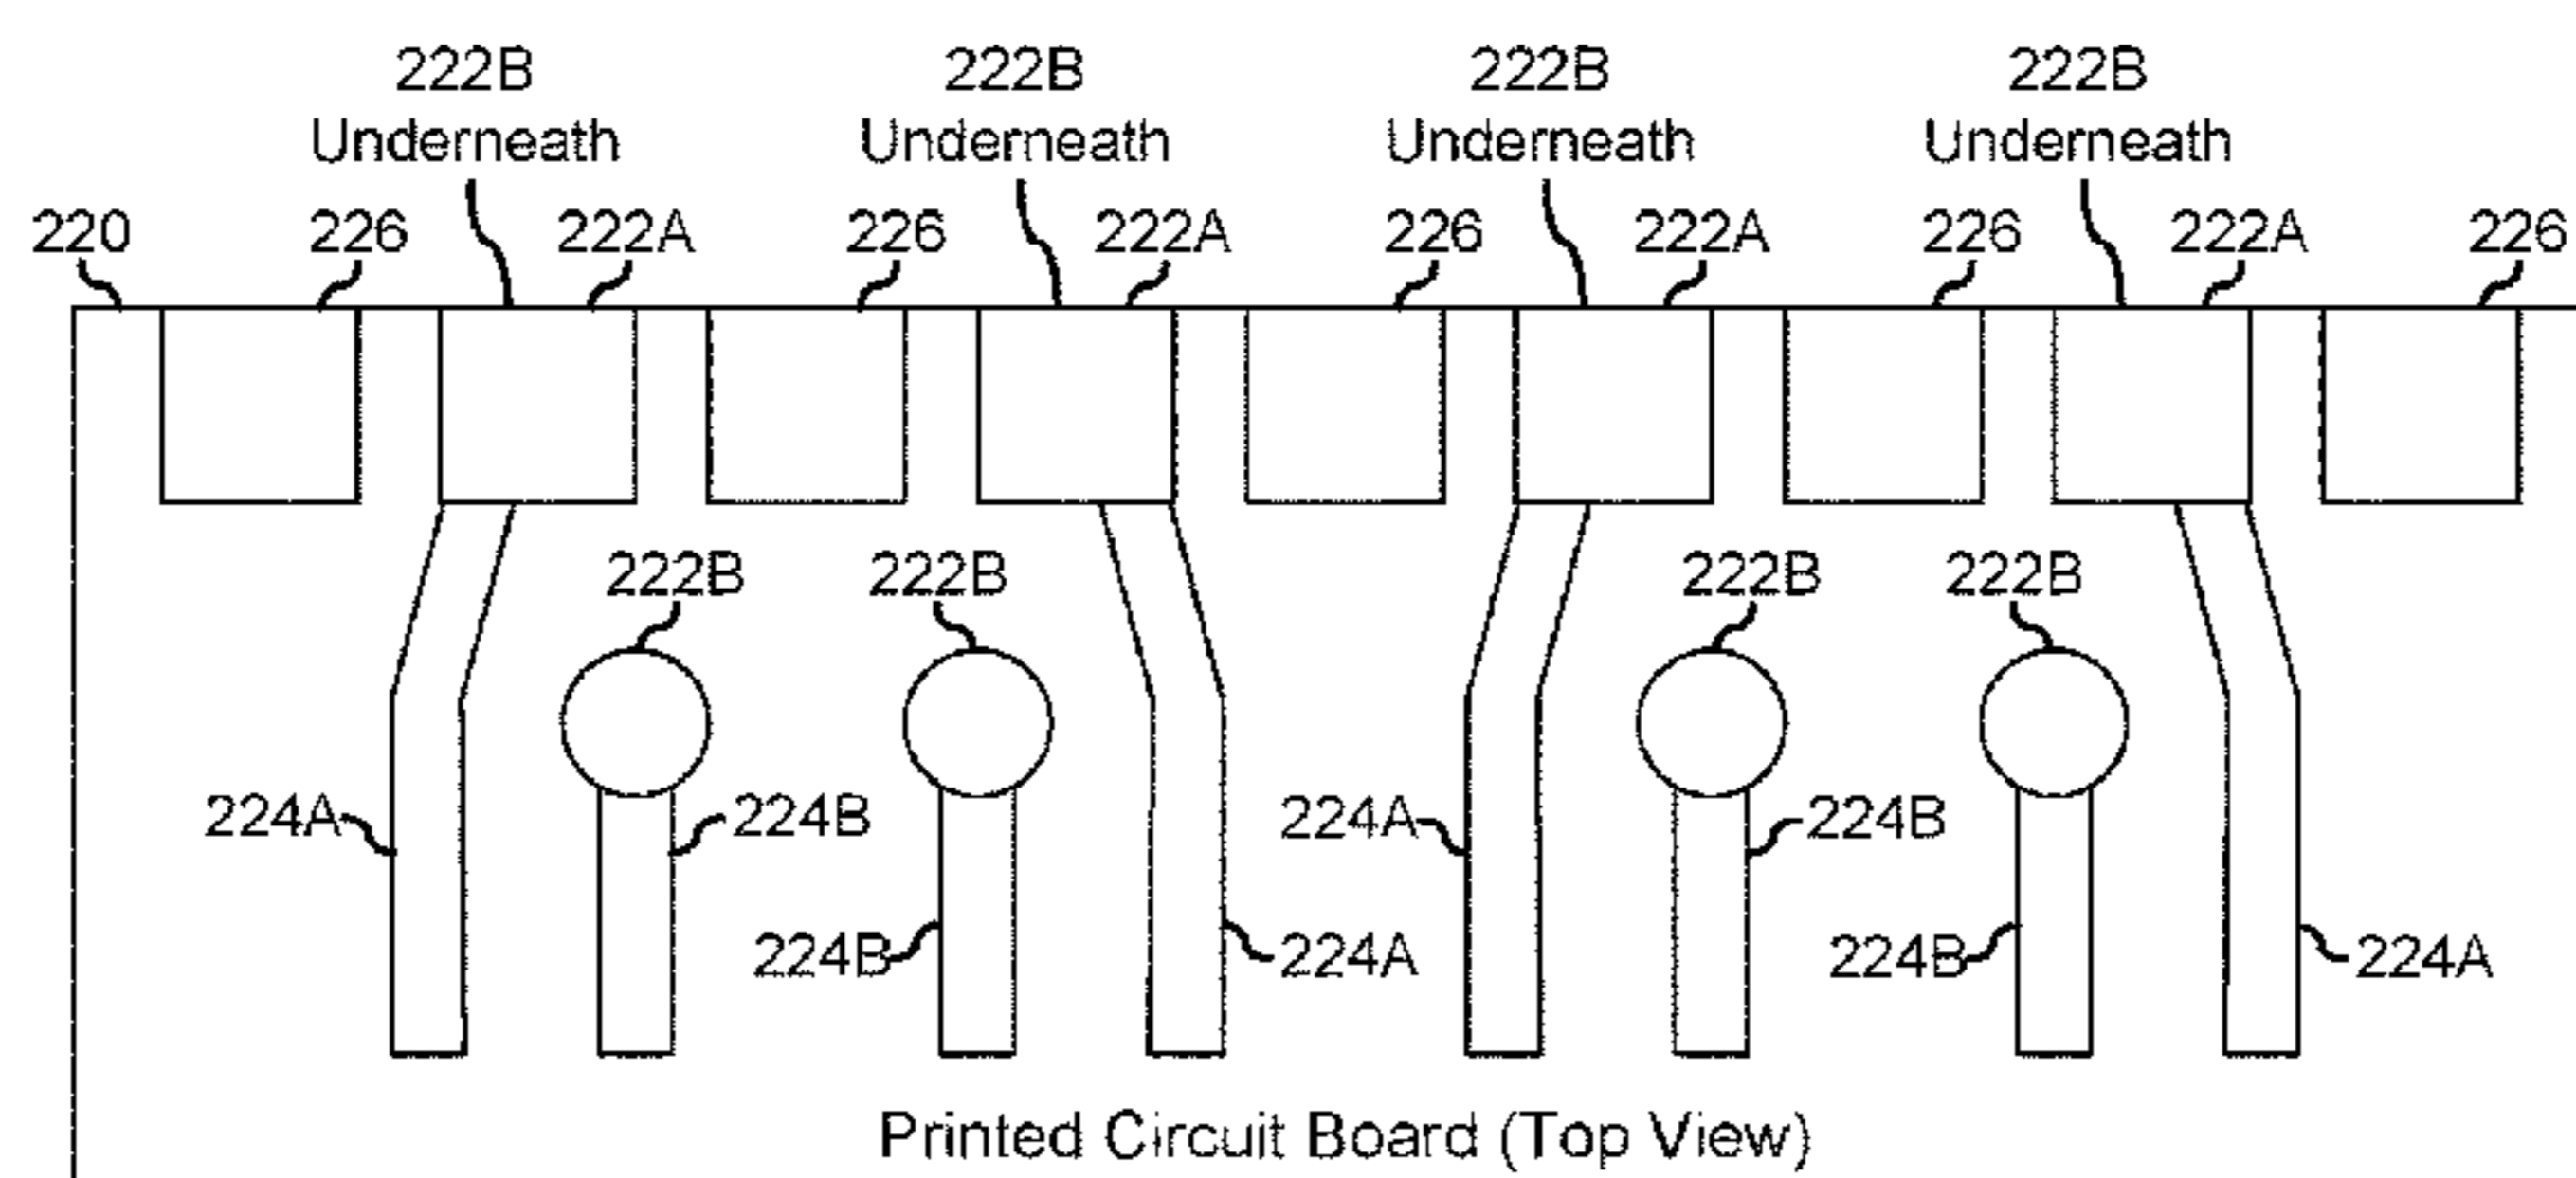 222B 222B 222B 222B
Underneath Underneath Underneath Underneath
220 226 222A 226 222A 226 222A 226 222A 226
222B 222B 222B 222B
224A 224B 224A 224B
224B 224A 224B 224A
Printed Circuit Board (Top View)